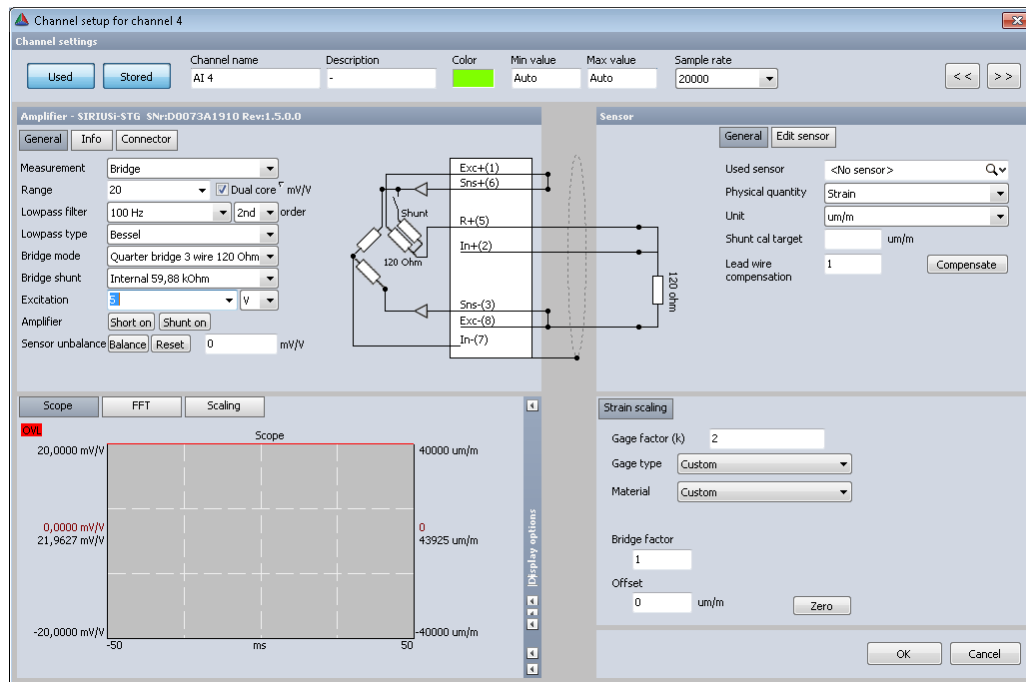 Channel setup for channel 4
Channel settings
Used
Stored
Channel name
AI 4
Description
-
Color
Min value
Auto
Max value
Auto
Sample rate
20000
< <
> >
Amplifier - SIRIUSi-STG SNr:D0073A1910 Rev:1.5.0.0
General Info Connector
Measurement Bridge
Range 20 Dual core mV/V
Lowpass filter 100 Hz 2nd order
Lowpass type Bessel
Bridge mode Quarter bridge 3 wire 120 Ohm
Bridge shunt Internal 59,88 kOhm
Excitation 5 V
Amplifier Short on Shunt on
Sensor unbalance Balance Reset 0 mV/V
Exc+(1)
Sns+(6)
Shunt
R+(5)
In+(2)
120 Ohm
120 ohm
Sns-(3)
Exc-(8)
In-(7)
Sensor
General Edit sensor
Used sensor <No sensor>
Physical quantity Strain
Unit um/m
Shunt cal target um/m
Lead wire
compensation
1 Compensate
Scope FFT Scaling
OVL
Scope
20,0000 mV/V 40000 um/m
0,0000 mV/V 0
21,9627 mV/V 43925 um/m
-20,0000 mV/V -40000 um/m
-50 ms 50
Display options
Strain scaling
Gage factor (k) 2
Gage type Custom
Material Custom
Bridge factor
1
Offset
0 um/m Zero
OK Cancel